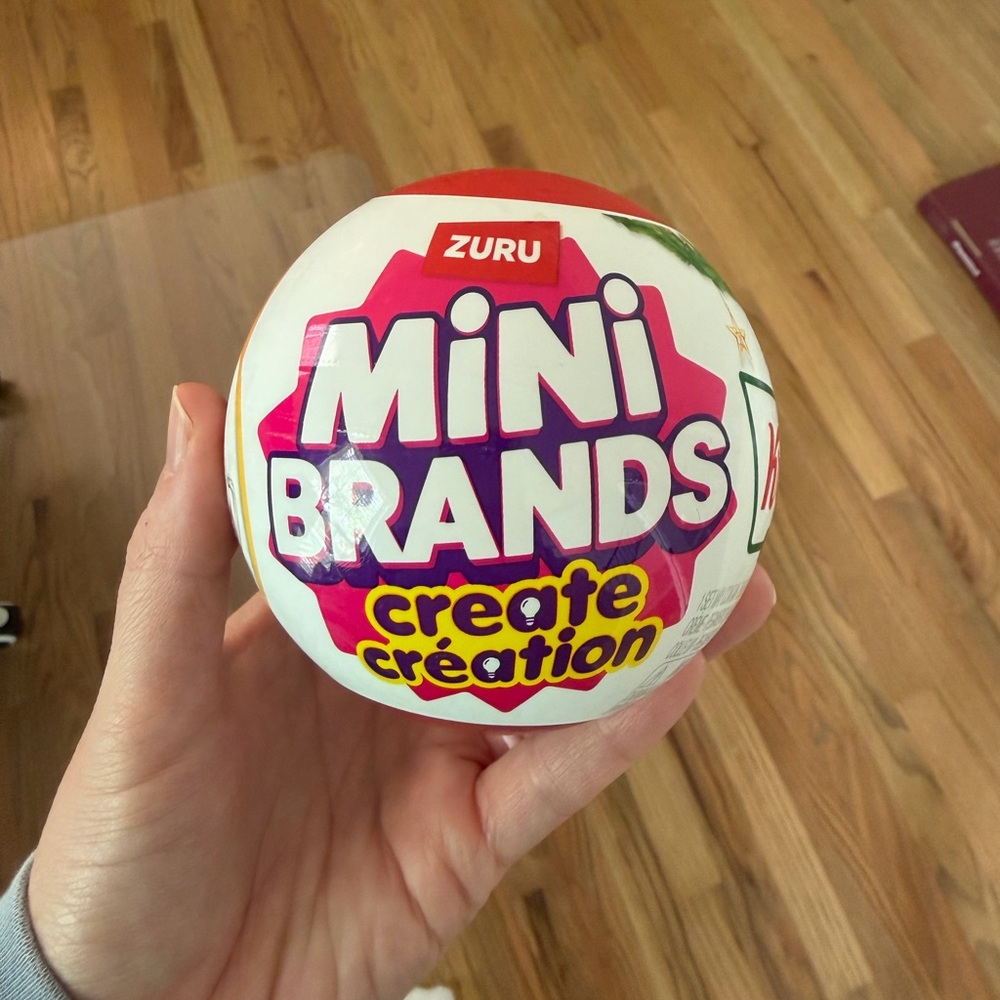 ZURU
MiNi
BRANDS
create
création